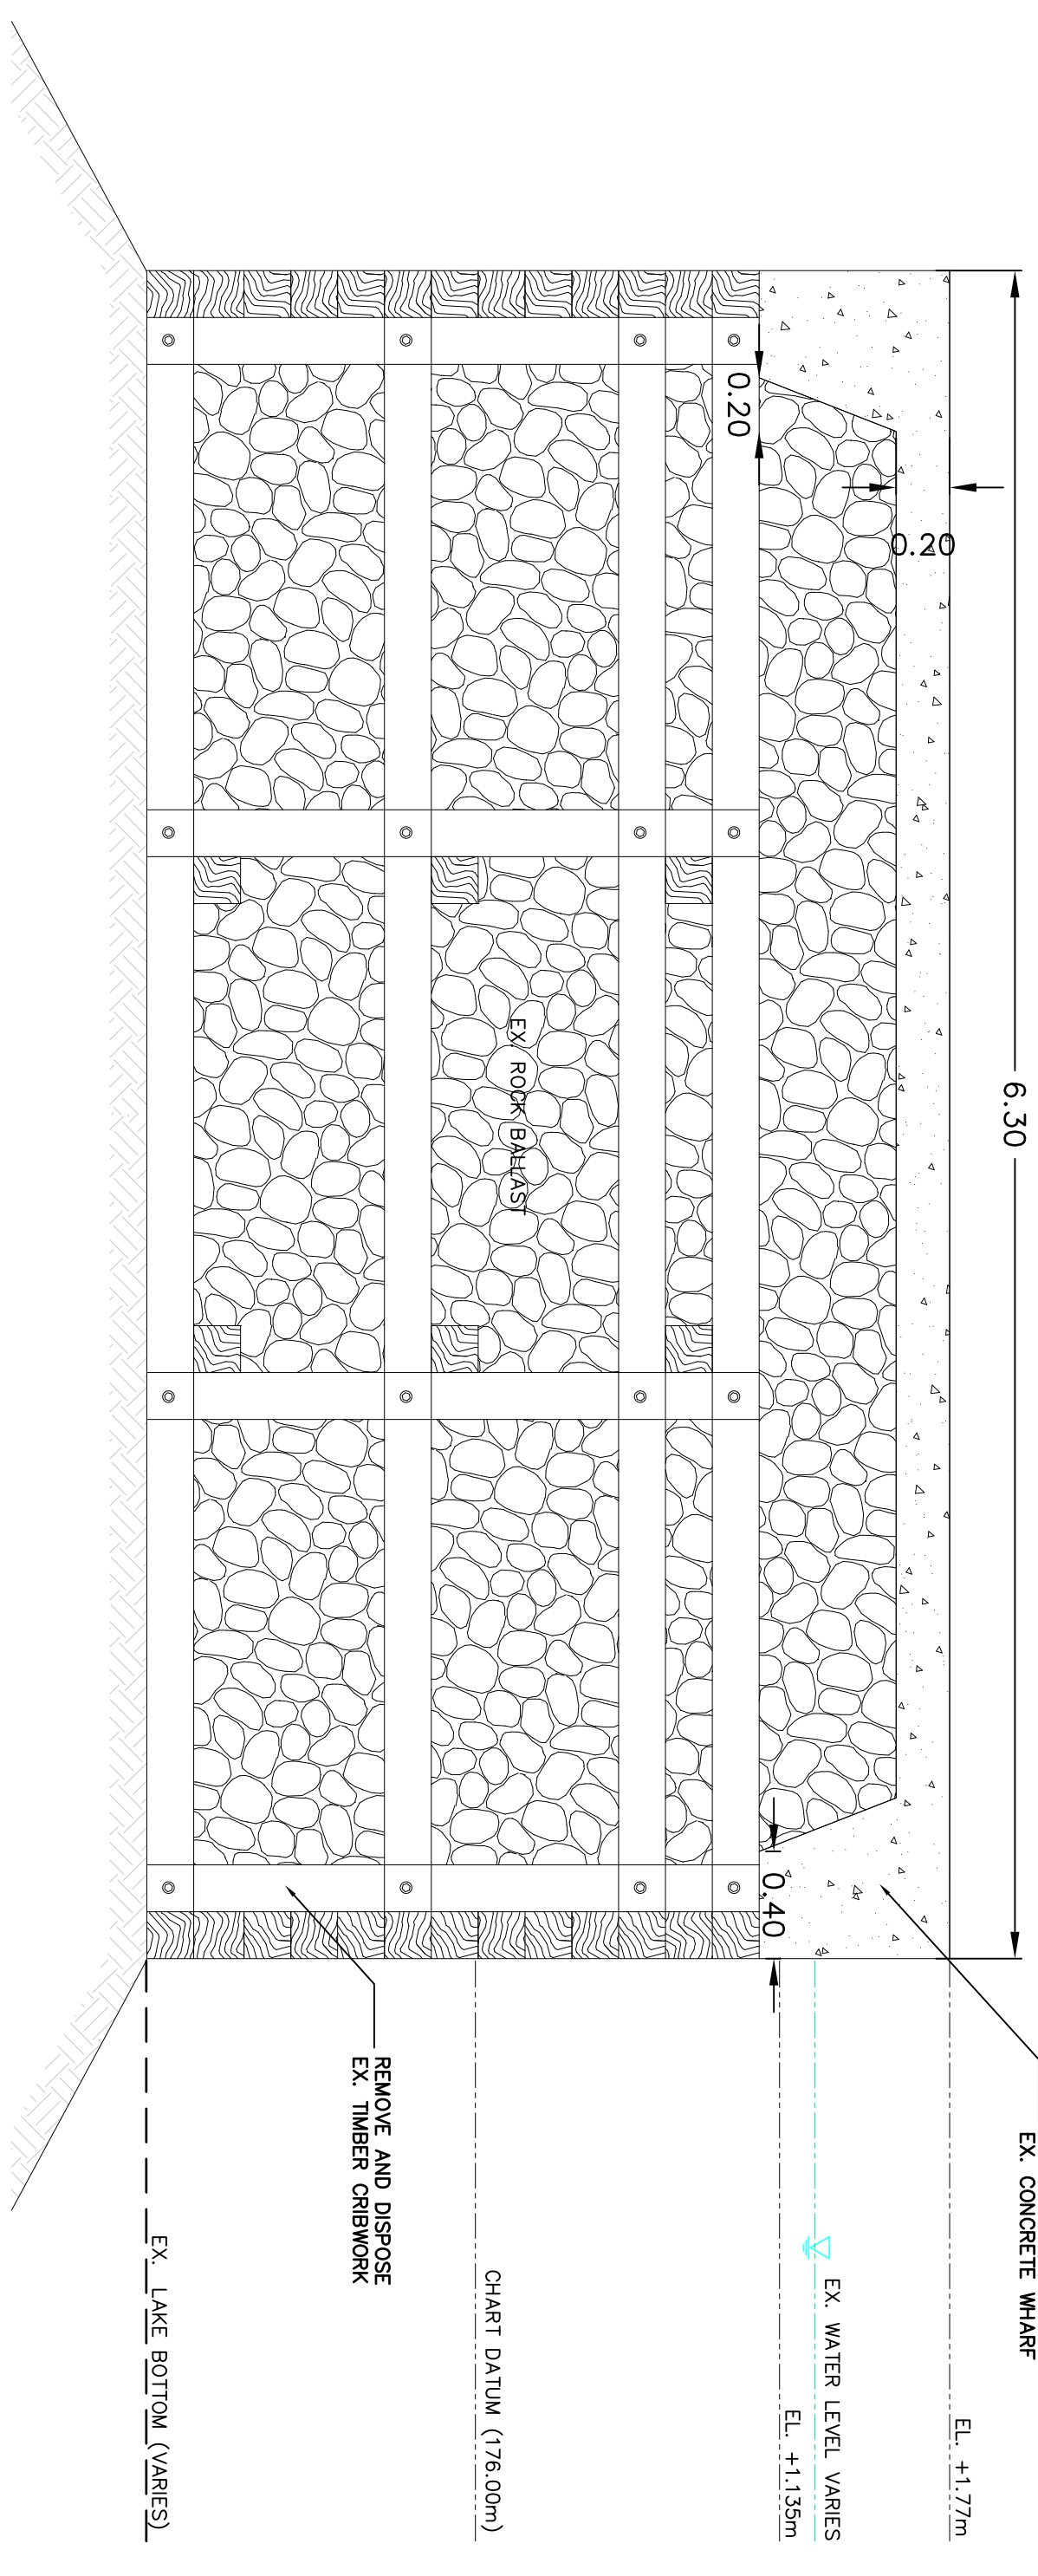 6.30
EX. CONCRETE WHARF
EL. +1.77m
0.20
EX. WATER LEVEL VARIES
EL. +1.135m
0.40
0.20
EX. ROCK BALLAST
CHART DATUM (176.00m)
REMOVE AND DISPOSE
EX. TIMBER CRIBWORK
EX. LAKE BOTTOM (VARIES)